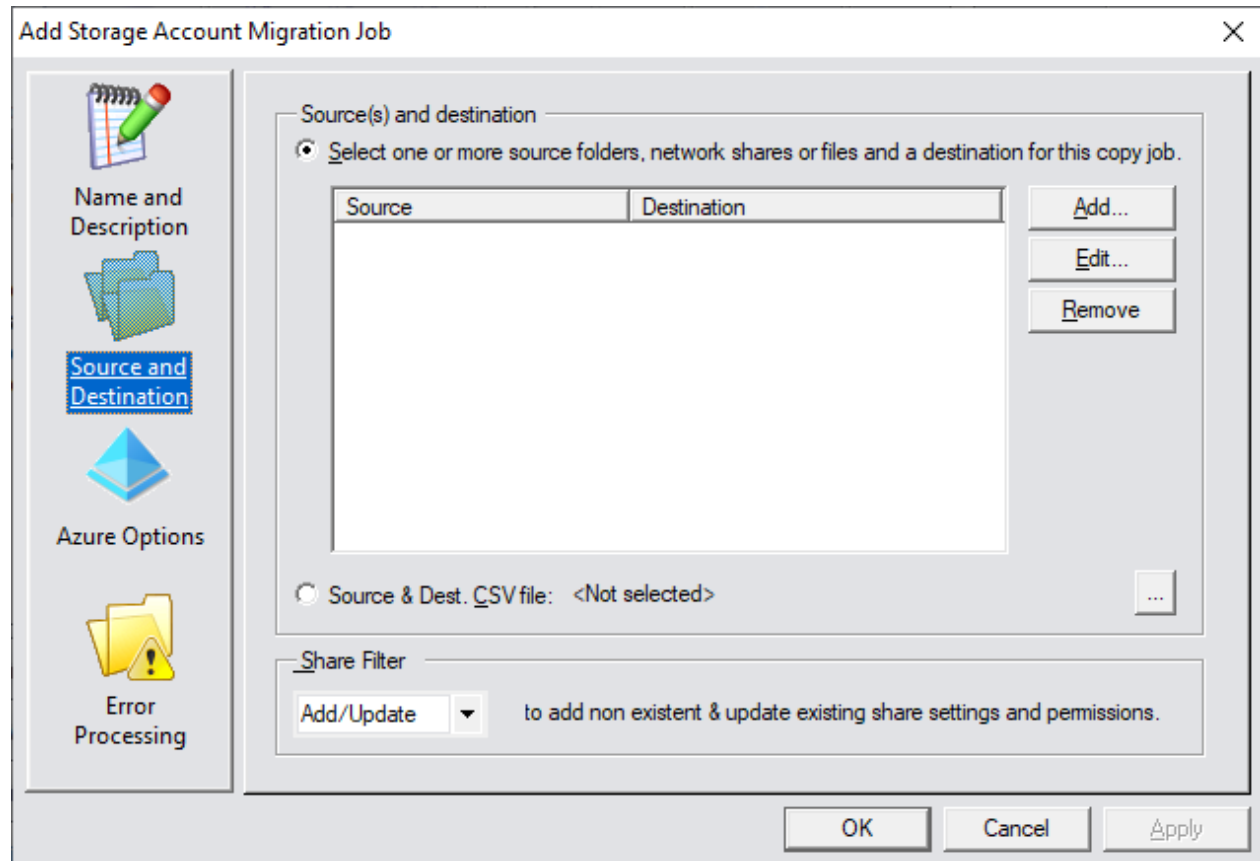 Add Storage Account Migration Job
Name and
Description
Source and
Destination
Azure Options
Error
Processing
Source(s) and destination
Select one or more source folders, network shares or files and a destination for this copy job.
Source Destination
Add...
Edit...
Remove
Source & Dest. CSV file: <Not selected> ...
Share Filter
Add/Update to add non existent & update existing share settings and permissions.
OK Cancel Apply